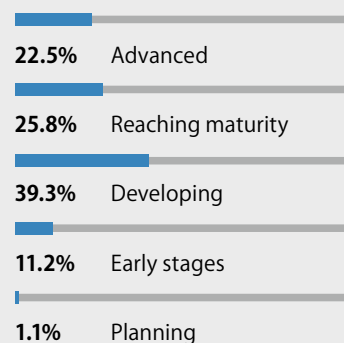 22.5% Advanced
25.8% Reaching maturity
39.3% Developing
11.2% Early stages
1.1% Planning